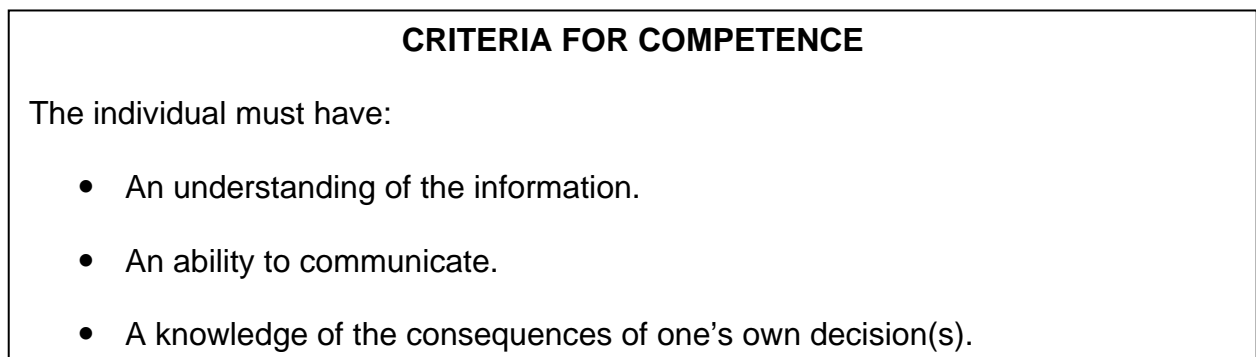 CRITERIA FOR COMPETENCE
The individual must have:
• An understanding of the information.
• An ability to communicate.
• A knowledge of the consequences of one’s own decision(s).